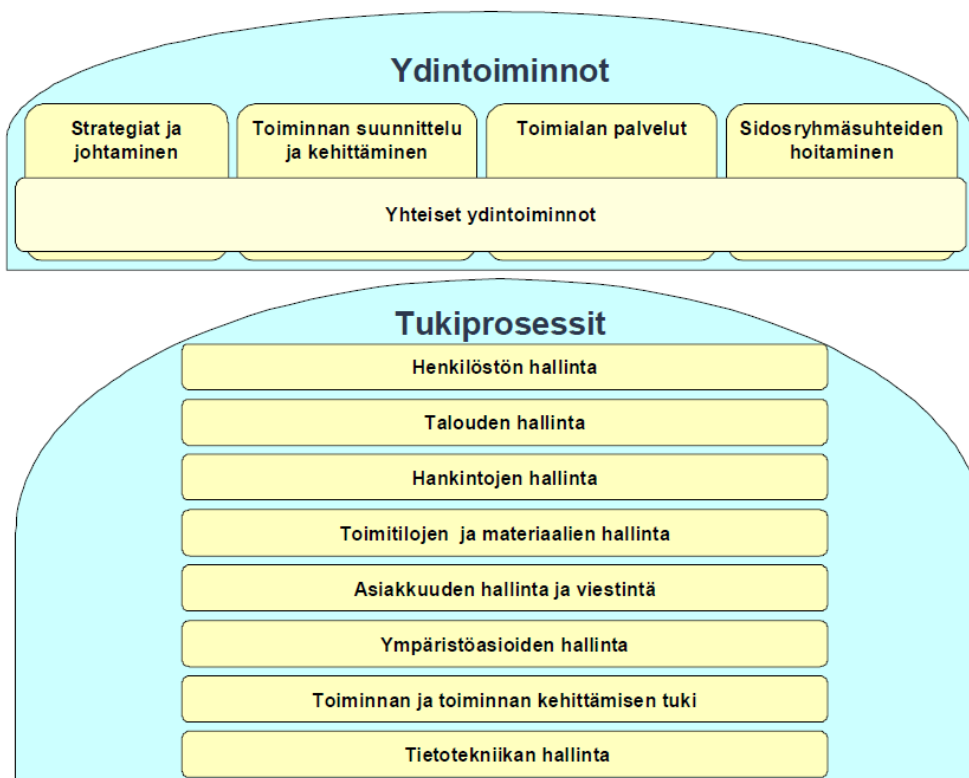 Ydintoiminnot
Strategiat ja
johtaminen
Toiminnan suunnittelu
ja kehittäminen
Toimialan palvelut
Sidosryhmäsuhteiden
hoitaminen
Yhteiset ydintoiminnot
Tukiprosessit
Henkilöstön hallinta
Talouden hallinta
Hankintojen hallinta
Toimitilojen ja materiaalien hallinta
Asiakkuuden hallinta ja viestintä
Ympäristöasioiden hallinta
Toiminnan ja toiminnan kehittämisen tuki
Tietotekniikan hallinta